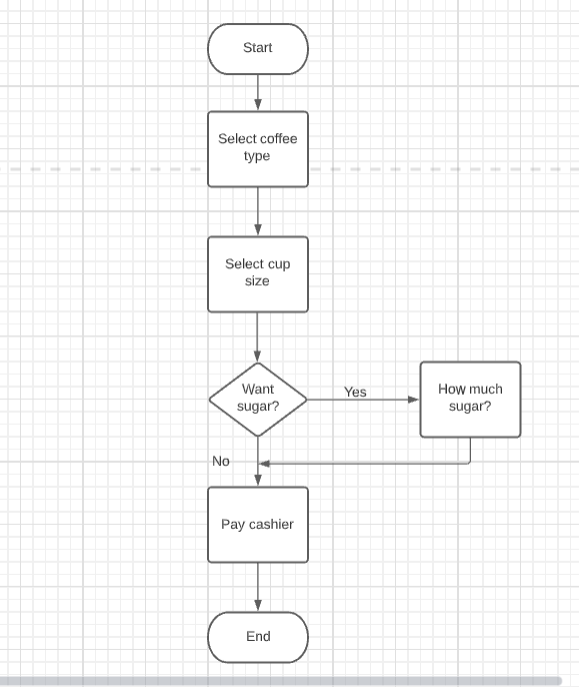 Start
Select coffee
type
Select cup
size
Want
sugar?
Yes
How much
sugar?
No
Pay cashier
End